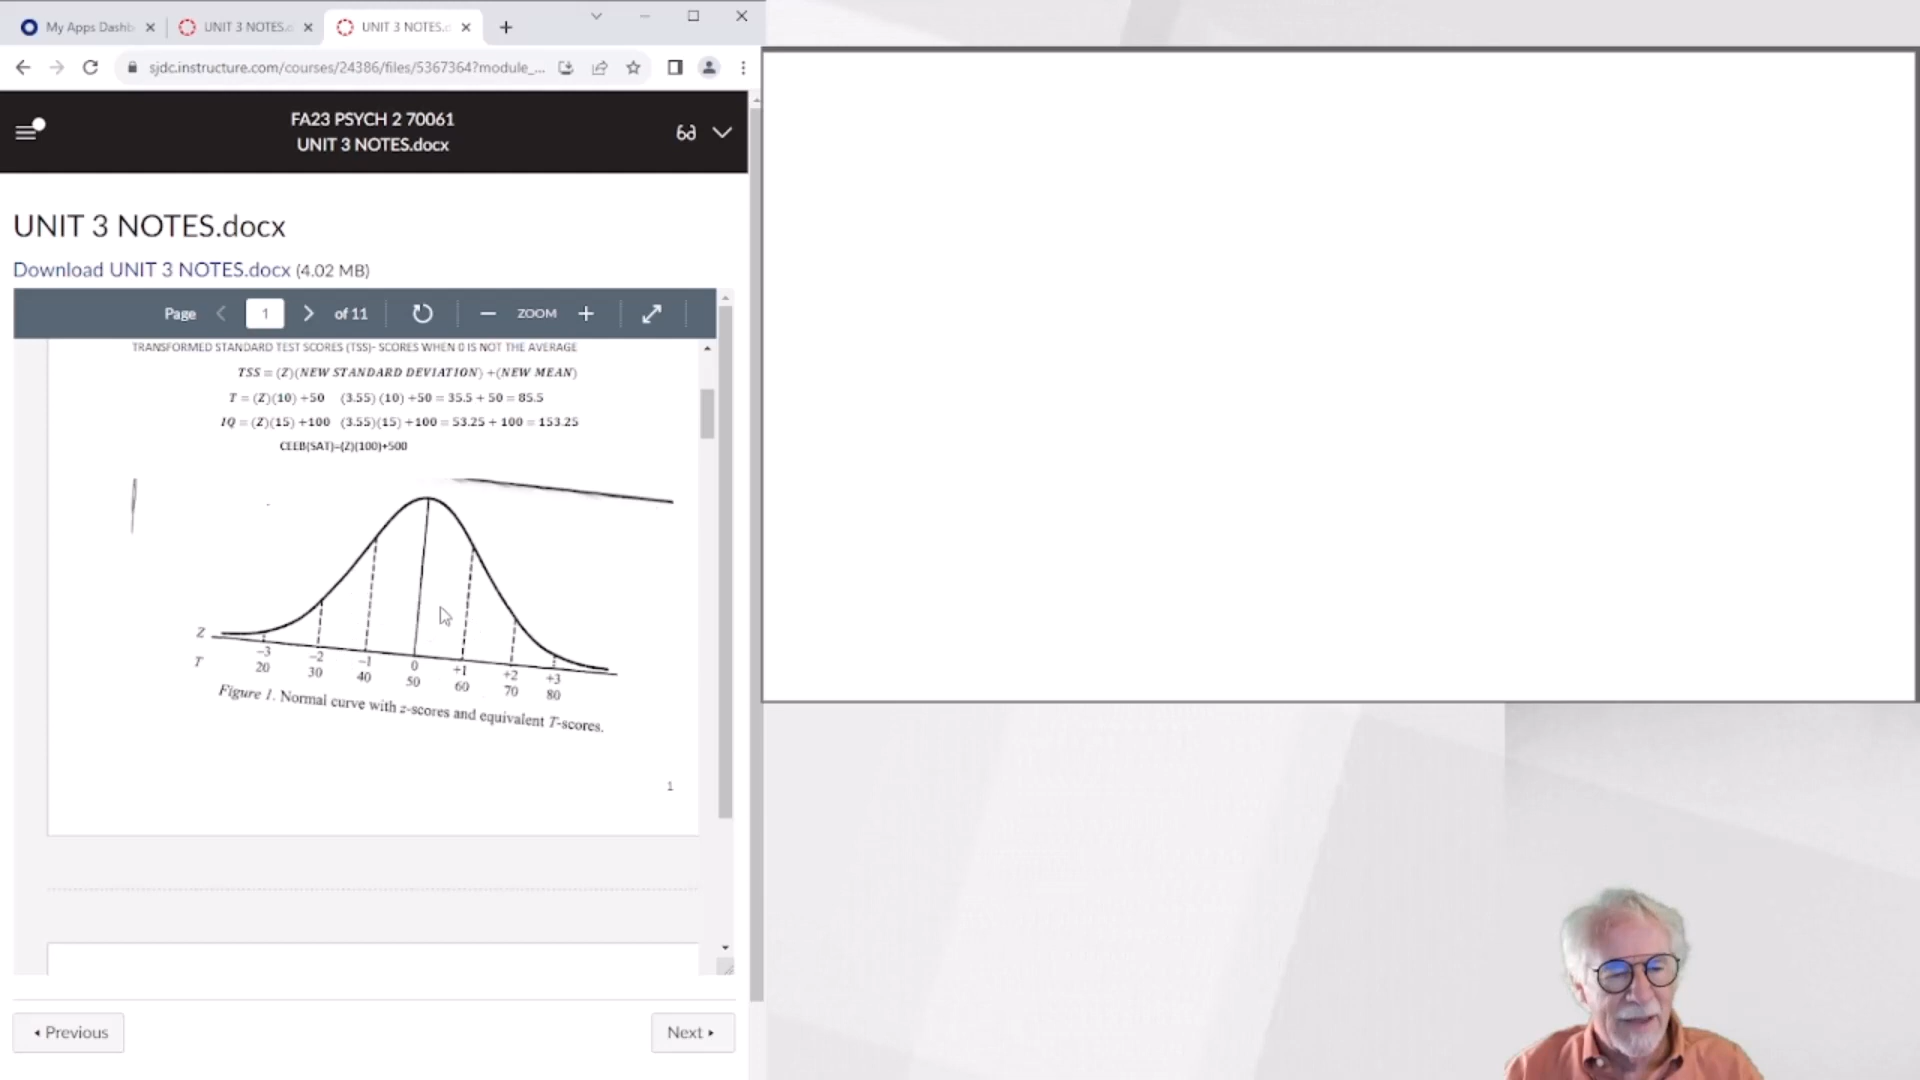 My Apps Dashb
UNIT 3 NOTES.d
UNIT 3 NOTES.c
sjdc.instructure.com/courses/24386/files/5367364?module_...
FA23 PSYCH 2 70061
UNIT 3 NOTES.docx
UNIT 3 NOTES.docx
Download UNIT 3 NOTES.docx (4.02 MB)
Page 1 of 11 ZOOM
TRANSFORMED STANDARD TEST SCORES (TSS)- SCORES WHEN 0 IS NOT THE AVERAGE
TSS = (Z)(NEW STANDARD DEVIATION) +(NEW MEAN)
T = (Z)(10) +50 (3.55) (10) +50 = 35.5 + 50 = 85.5
IQ = (Z)(15) +100 (3.55)(15) +100 = 53.25 + 100 = 153.25
CEEB(SAT)=(Z)(100)+500
Z -3 -2 -1 0 +1 +2 +3
T 20 30 40 50 60 70 80
Figure 1. Normal curve with z-scores and equivalent T-scores.
1
Previous Next